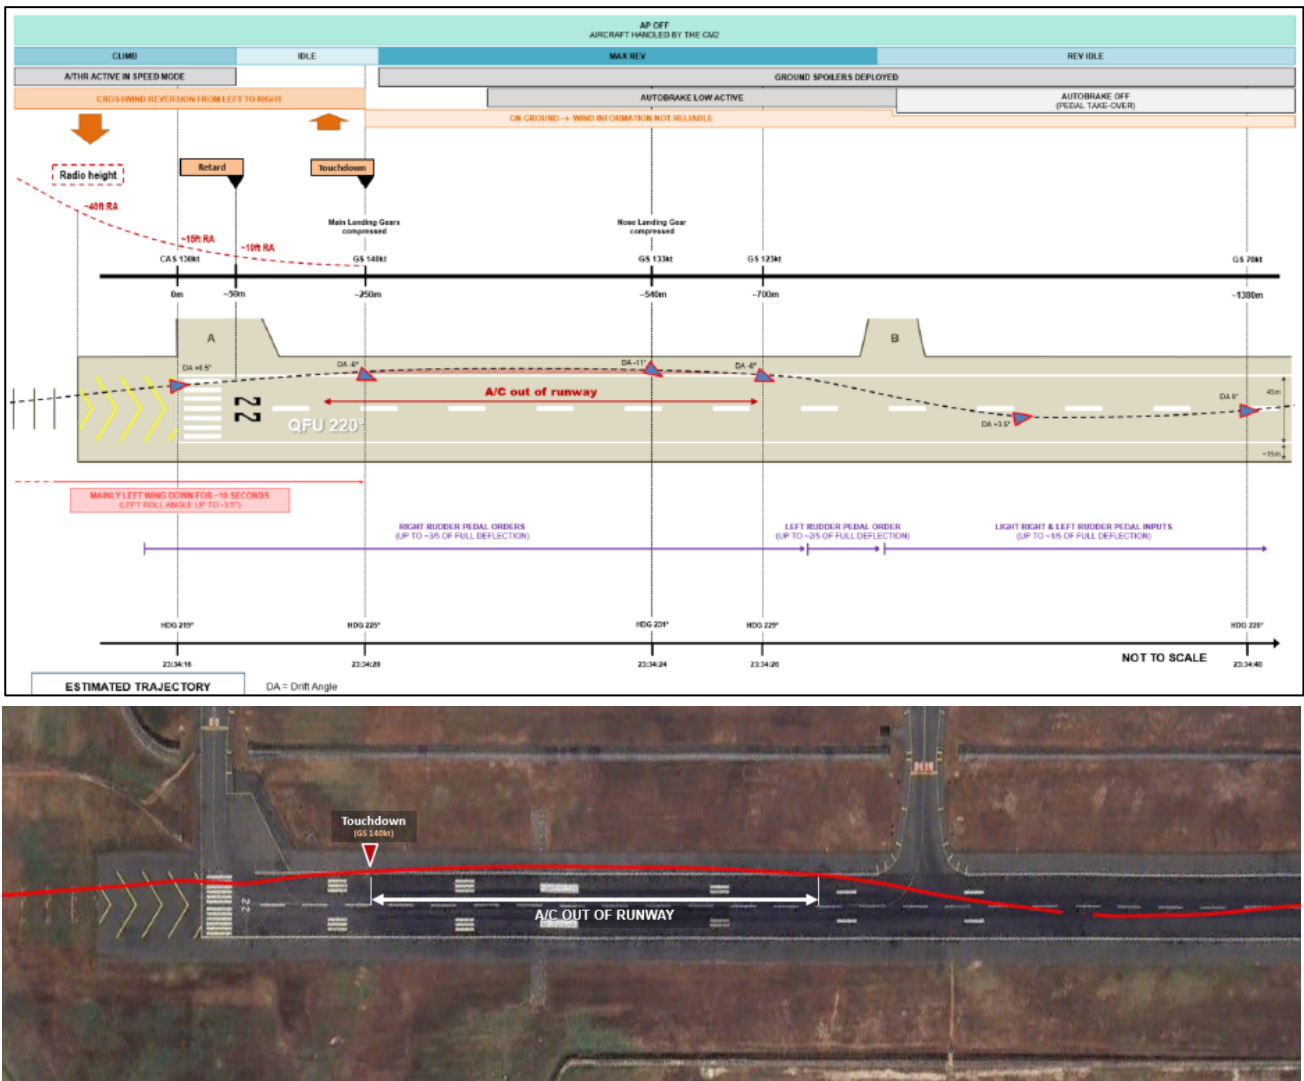 AP OFF
AIRCRAFT HANDLED BY THE CM2
CLIMB
IDLE
MAX REV
REV IDLE
A/THR ACTIVE IN SPEED MODE
GROUND SPOILERS DEPLOYED
CROSSWIND REVERSION FROM LEFT TO RIGHT
AUTOBRAKE LOW ACTIVE
AUTOBRAKE OFF
(PEDAL TAKE-OVER)
ON GROUND → WIND INFORMATION NOT RELIABLE
Radio height
Retard
Touchdown
~40ft RA
~15ft RA
~10ft RA
Main Landing Gears
compressed
Nose Landing Gear
compressed
CAS 130kt
GS 140kt
GS 133kt
GS 123kt
GS 70kt
0m
~50m
~250m
~540m
~700m
~1380m
A
B
DA +0.5°
DA -5°
DA -11°
DA -8°
DA +3.5°
DA 0°
A/C out of runway
22
QFU 220°
45m
~15m
MAINLY LEFT WING DOWN FOR ~10 SECONDS
(LEFT ROLL ANGLE UP TO -3.5°)
RIGHT RUDDER PEDAL ORDERS
(UP TO ~3/5 OF FULL DEFLECTION)
LEFT RUDDER PEDAL ORDER
(UP TO ~2/5 OF FULL DEFLECTION)
LIGHT RIGHT & LEFT RUDDER PEDAL INPUTS
(UP TO ~1/5 OF FULL DEFLECTION)
HDG 219°
HDG 225°
HDG 231°
HDG 229°
HDG 220°
23:34:16
23:34:20
23:34:24
23:34:26
23:34:40
NOT TO SCALE
ESTIMATED TRAJECTORY
DA = Drift Angle
Touchdown
(GS 140kt)
22
A/C OUT OF RUNWAY